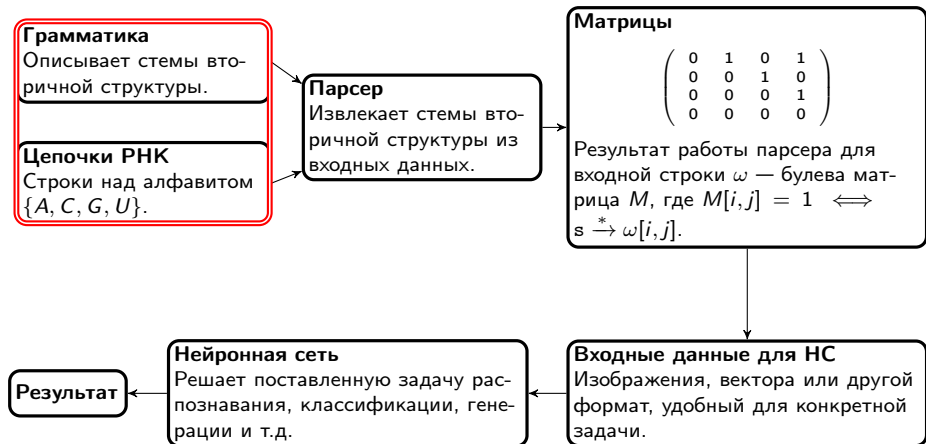 Грамматика
Описывает стемы вто-
ричной структуры.
Цепочки РНК
Строки над алфавитом
{A, C, G, U}.
Парсер
Извлекает стемы вто-
ричной структуры из
входных данных.
Матрицы
0 1 0 1
0 0 1 0
0 0 0 1
0 0 0 0
Результат работы парсера для
входной строки ω — булева мат-
рица M, где M[i, j] = 1 ⟺
s →* ω[i, j].
Входные данные для НС
Изображения, вектора или другой
формат, удобный для конкретной
задачи.
Нейронная сеть
Решает поставленную задачу рас-
познавания, классификации, гене-
рации и т.д.
Результат